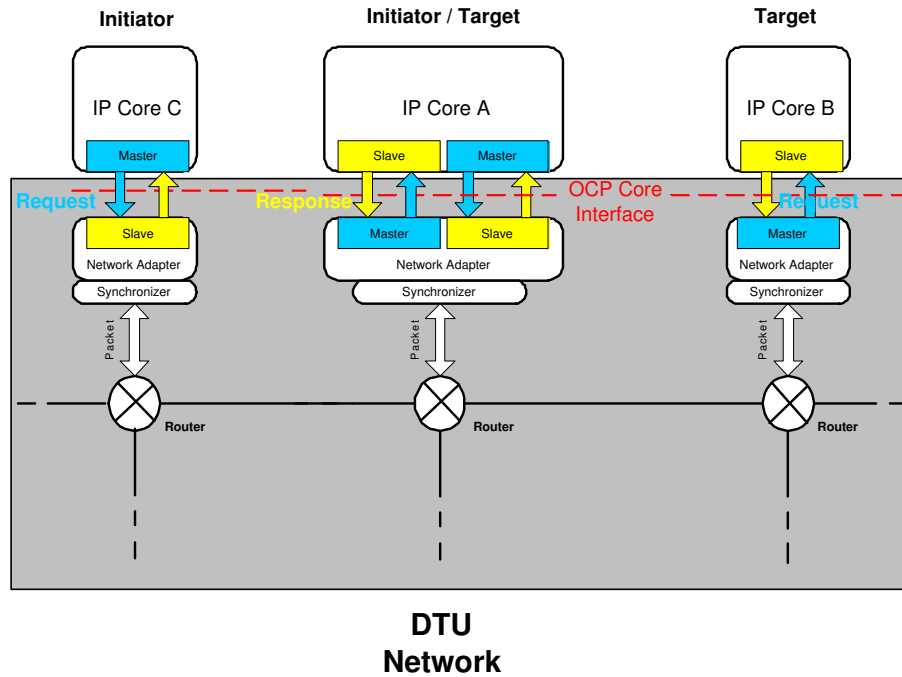 Initiator
Initiator / Target
Target
IP Core C
IP Core A
IP Core B
Master
Slave
Master
Slave
Request
Response
OCP Core
Interface
Request
Slave
Master
Slave
Master
Network Adapter
Network Adapter
Network Adapter
Synchronizer
Synchronizer
Synchronizer
Packet
Packet
Packet
Router
Router
Router
DTU
Network